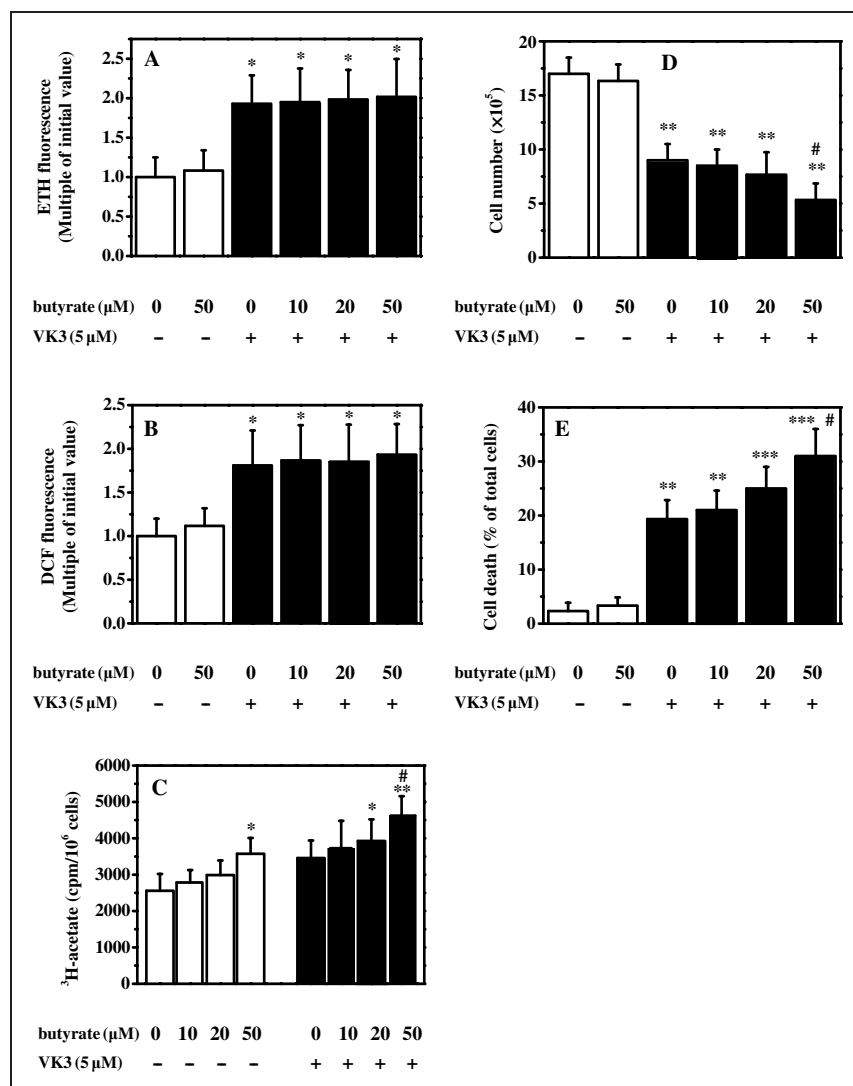 A
ETH fluorescence
(Multiple of initial value)
2.5
2.0
1.5
1.0
0.5
0.0
* * * *
butyrate (µM) 0 50 0 10 20 50
VK3 (5 µM) – – + + + +
B
DCF fluorescence
(Multiple of initial value)
2.5
2.0
1.5
1.0
0.5
0.0
* * * *
butyrate (µM) 0 50 0 10 20 50
VK3 (5 µM) – – + + + +
C
³H-acetate (cpm/10⁶ cells)
6000
5000
4000
3000
2000
1000
0
#
* * **
butyrate (µM) 0 10 20 50 0 10 20 50
VK3 (5 µM) – – – – + + + +
D
Cell number (×10⁵)
20
15
10
5
0
#
** ** ** **
butyrate (µM) 0 50 0 10 20 50
VK3 (5 µM) – – + + + +
E
Cell death (% of total cells)
40
30
20
10
0
** ** *** *** #
butyrate (µM) 0 50 0 10 20 50
VK3 (5 µM) – – + + + +